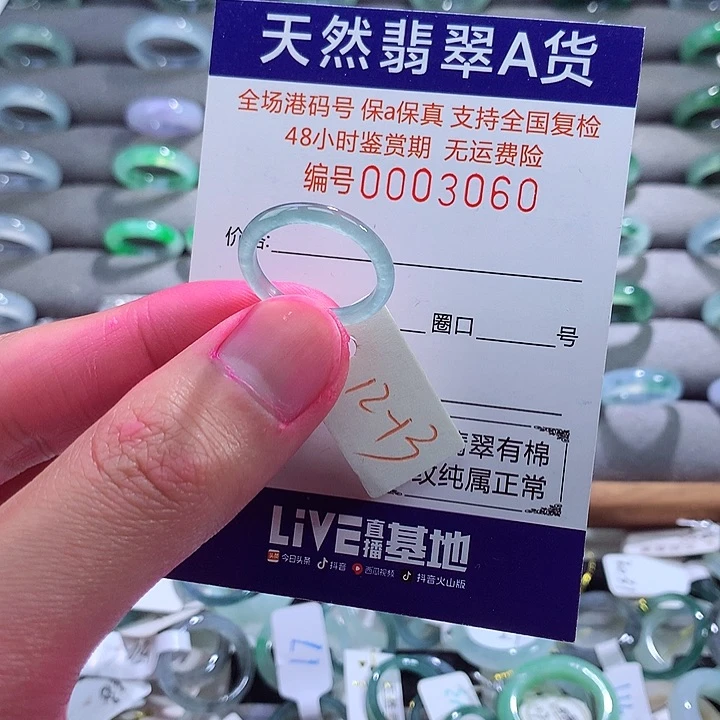 天然翡翠A货
全场港码号 保a保真 支持全国复检
48小时鉴赏期 无运费险
编号0003060
价格:
圈口 号
1243
翡翠有棉
纹纯属正常
LiVE直播基地
今日头条 抖音 西瓜视频 抖音火山版
17